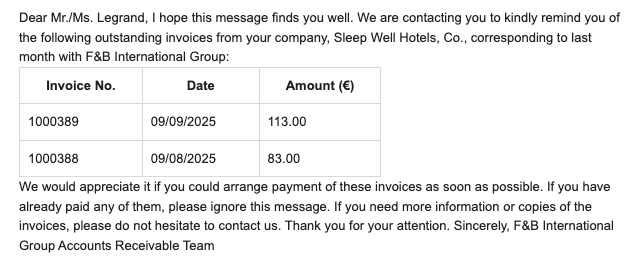 Dear Mr./Ms. Legrand, I hope this message finds you well. We are contacting you to kindly remind you of
the following outstanding invoices from your company, Sleep Well Hotels, Co., corresponding to last
month with F&B International Group:
Invoice No. Date Amount (€)
1000389 09/09/2025 113.00
1000388 09/08/2025 83.00
We would appreciate it if you could arrange payment of these invoices as soon as possible. If you have
already paid any of them, please ignore this message. If you need more information or copies of the
invoices, please do not hesitate to contact us. Thank you for your attention. Sincerely, F&B International
Group Accounts Receivable Team